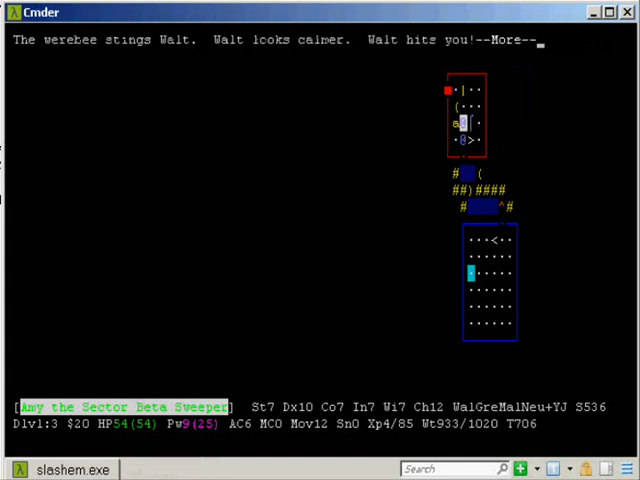 Cmder
The werebee stings Walt.  Walt looks calmer.  Walt hits you!--More--
·|··
(···
a@[·
·@>·
# (
##)####
# ^#
···<··
······
······
······
······
······
[Amy the Sector Beta Sweeper]  St7 Dx10 Co7 In7 Wi7 Ch12 WalGreMalNeu+YJ S536
Dlvl:3 $20 HP54(54) Pw9(25) AC6 MC0 Mov12 Sn0 Xp4/85 Wt933/1020 T706
λ slashem.exe
Search